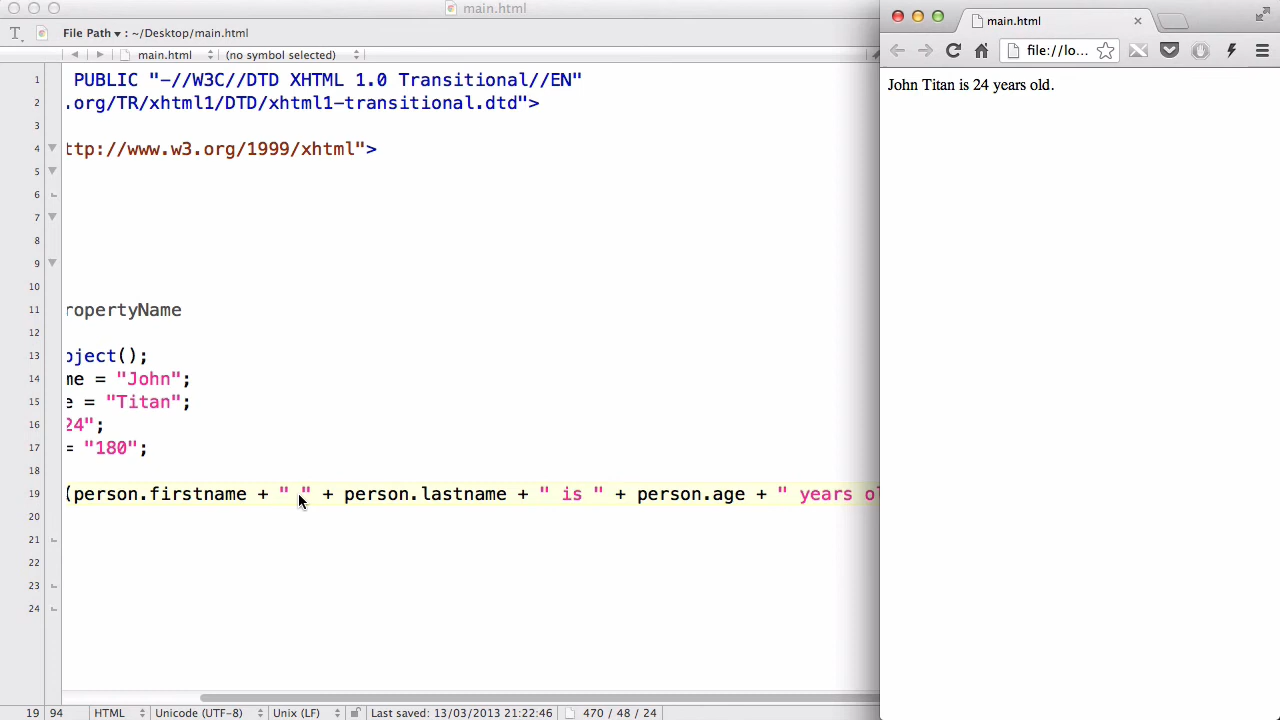 main.html
File Path ▾ : ~/Desktop/main.html
main.html
(no symbol selected)
1 PUBLIC "-//W3C//DTD XHTML 1.0 Transitional//EN"
2 .org/TR/xhtml1/DTD/xhtml1-transitional.dtd">
3
4 ttp://www.w3.org/1999/xhtml">
5
6
7
8
9
10
11 ropertyName
12
13 bject();
14 me = "John";
15 e = "Titan";
16 24";
17 = "180";
18
19 (person.firstname + " " + person.lastname + " is " + person.age + " years ol
20
21
22
23
24
19 94 HTML Unicode (UTF-8) Unix (LF) Last saved: 13/03/2013 21:22:46 470 / 48 / 24
main.html
file://lo...
John Titan is 24 years old.